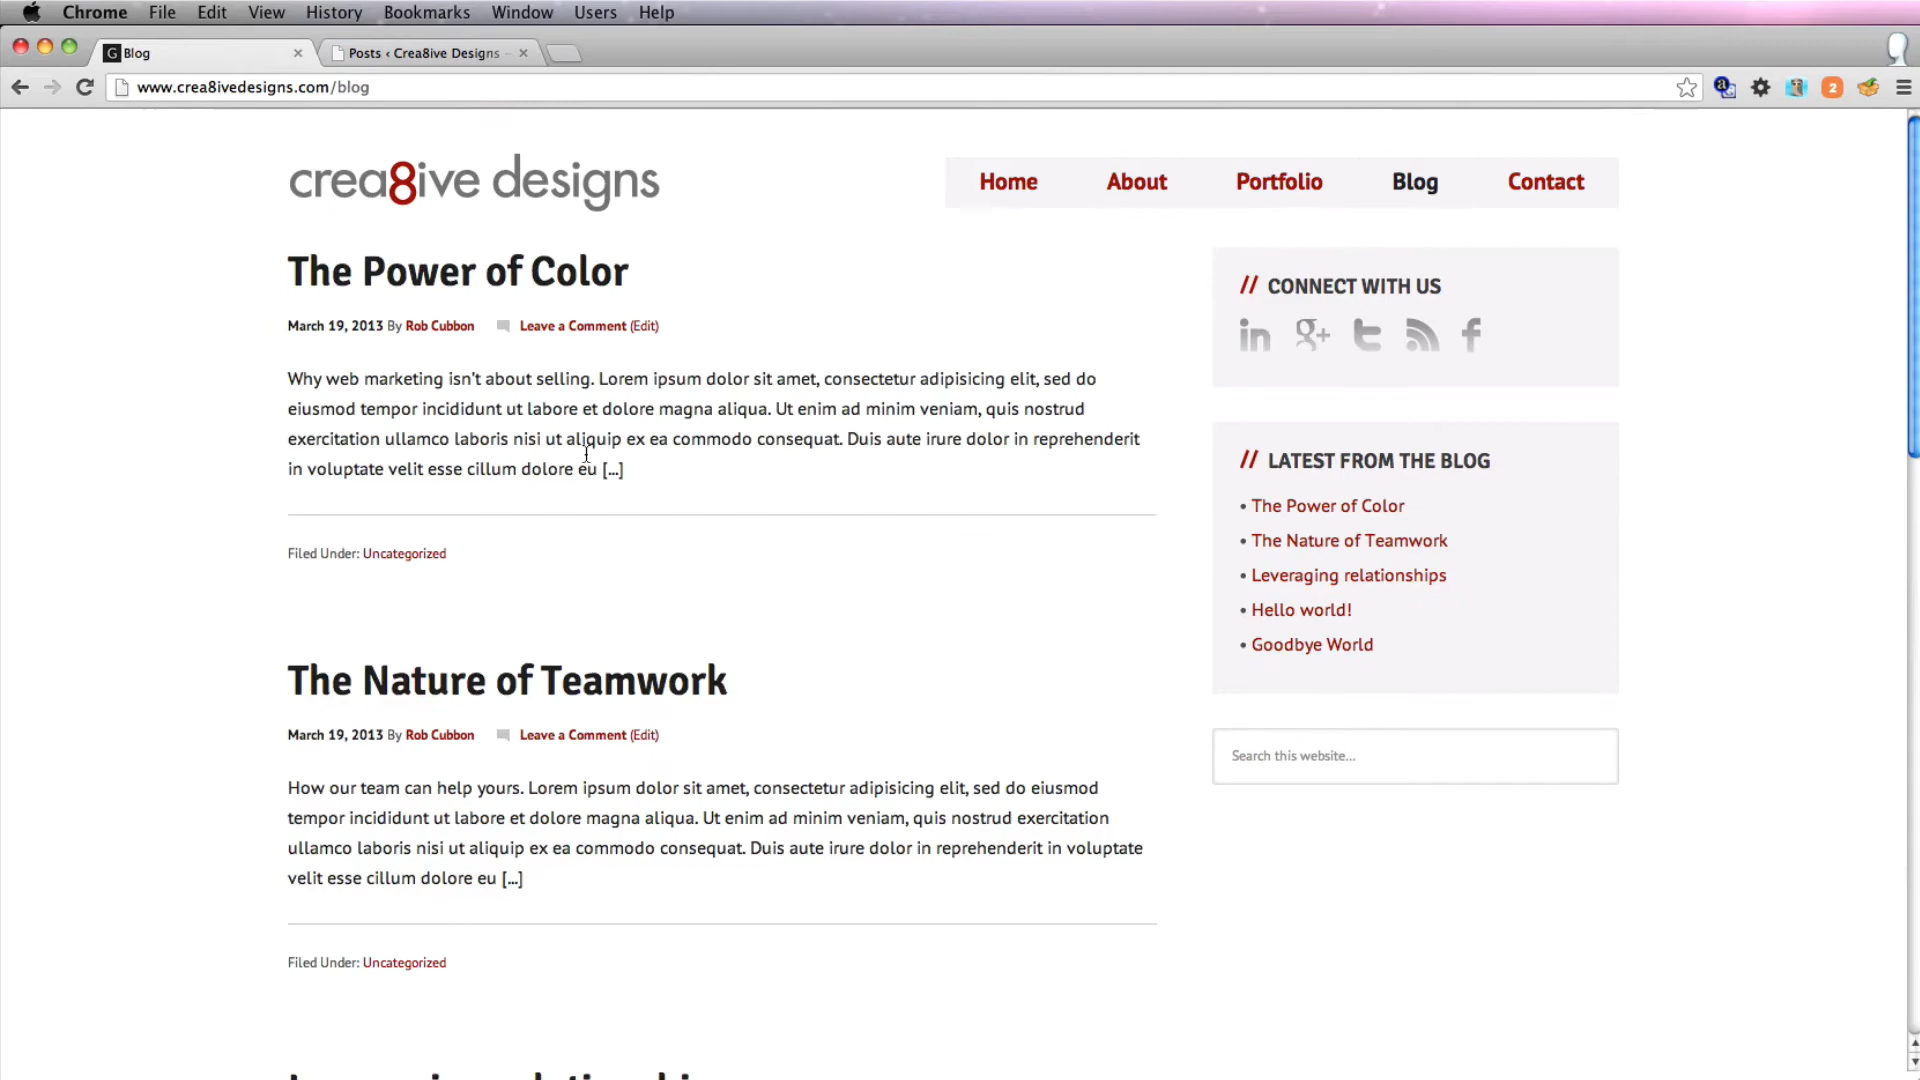 Chrome File Edit View History Bookmarks Window Users Help
Blog
Posts ‹ Crea8ive Designs
www.crea8ivedesigns.com/blog
2
crea8ive designs
Home About Portfolio Blog Contact
The Power of Color
March 19, 2013 By Rob Cubbon Leave a Comment (Edit)
Why web marketing isn't about selling. Lorem ipsum dolor sit amet, consectetur adipisicing elit, sed do
eiusmod tempor incididunt ut labore et dolore magna aliqua. Ut enim ad minim veniam, quis nostrud
exercitation ullamco laboris nisi ut aliquip ex ea commodo consequat. Duis aute irure dolor in reprehenderit
in voluptate velit esse cillum dolore eu [...]
Filed Under: Uncategorized
The Nature of Teamwork
March 19, 2013 By Rob Cubbon Leave a Comment (Edit)
How our team can help yours. Lorem ipsum dolor sit amet, consectetur adipisicing elit, sed do eiusmod
tempor incididunt ut labore et dolore magna aliqua. Ut enim ad minim veniam, quis nostrud exercitation
ullamco laboris nisi ut aliquip ex ea commodo consequat. Duis aute irure dolor in reprehenderit in voluptate
velit esse cillum dolore eu [...]
Filed Under: Uncategorized
// CONNECT WITH US
// LATEST FROM THE BLOG
• The Power of Color
• The Nature of Teamwork
• Leveraging relationships
• Hello world!
• Goodbye World
Search this website...